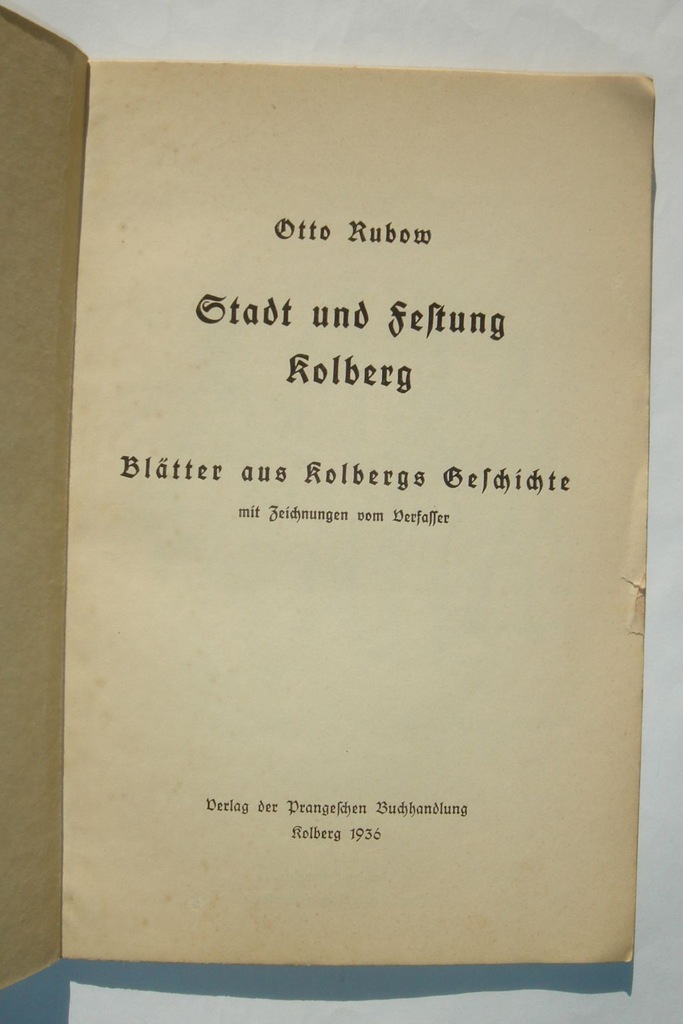 Otto Rubow
Stadt und Feſtung
Kolberg
Blätter aus Kolbergs Geſchichte
mit Zeichnungen vom Verfaſſer
Verlag der Prangeſchen Buchhandlung
Kolberg 1936